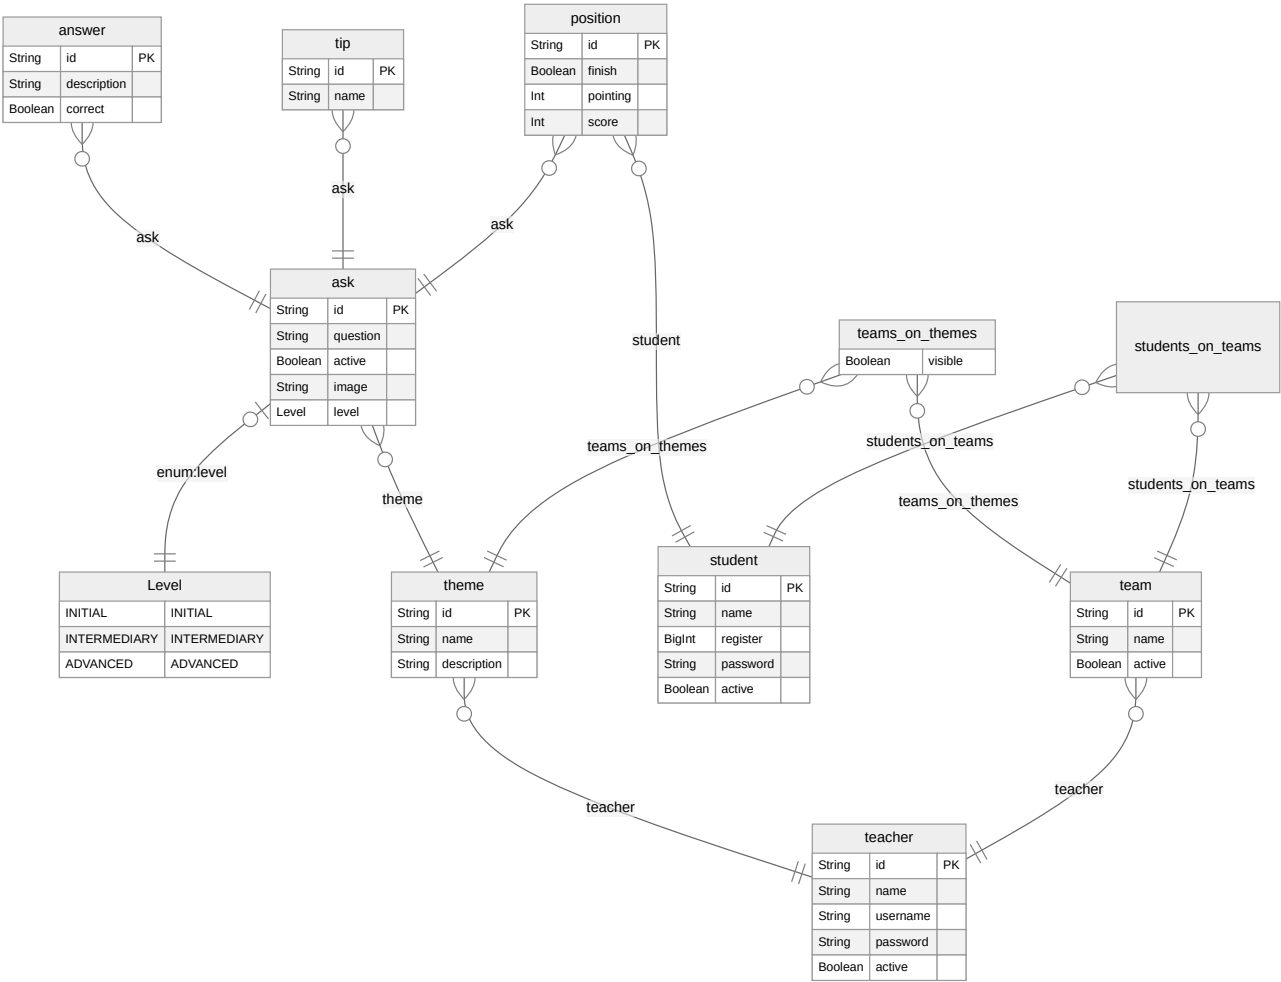 answer
String id PK
String description
Boolean correct
tip
String id PK
String name
position
String id PK
Boolean finish
Int pointing
Int score
ask
ask
ask
ask
String id PK
String question
Boolean active
String image
Level level
student
teams_on_themes
Boolean visible
students_on_teams
teams_on_themes
students_on_teams
enum:level
students_on_teams
theme
teams_on_themes
Level
INITIAL INITIAL
INTERMEDIARY INTERMEDIARY
ADVANCED ADVANCED
theme
String id PK
String name
String description
student
String id PK
String name
BigInt register
String password
Boolean active
team
String id PK
String name
Boolean active
teacher
teacher
teacher
String id PK
String name
String username
String password
Boolean active